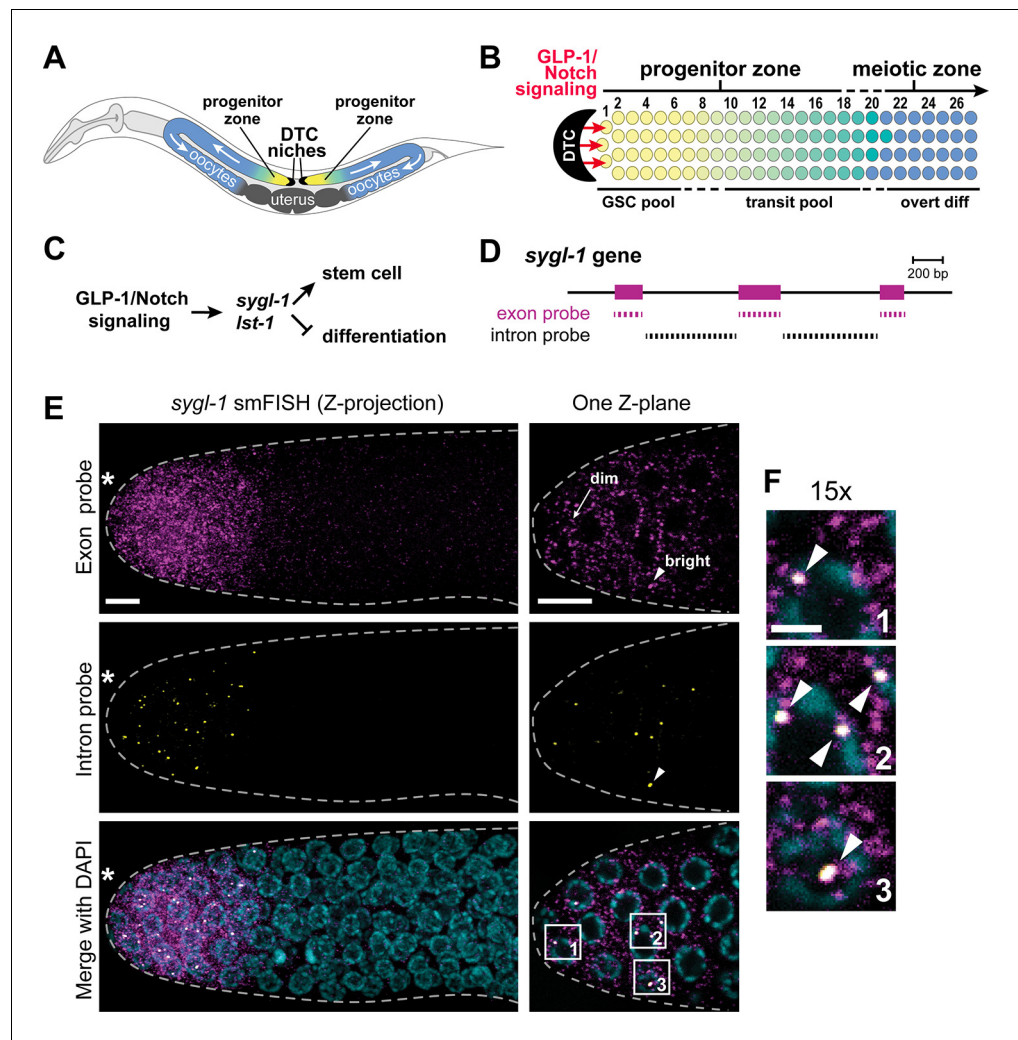 A
progenitor zone
progenitor zone
DTC niches
oocytes
oocytes
uterus
B
GLP-1/
Notch
signaling
progenitor zone
meiotic zone
1
2 4 6 8 10 12 14 16 18 20 22 24 26
DTC
GSC pool
transit pool
overt diff
C
GLP-1/Notch
signaling
sygl-1
lst-1
stem cell
differentiation
D
sygl-1 gene
200 bp
exon probe
intron probe
E
sygl-1 smFISH (Z-projection)
One Z-plane
Exon probe
*
dim
bright
Intron probe
*
Merge with DAPI
*
1
2
3
F
15x
1
2
3